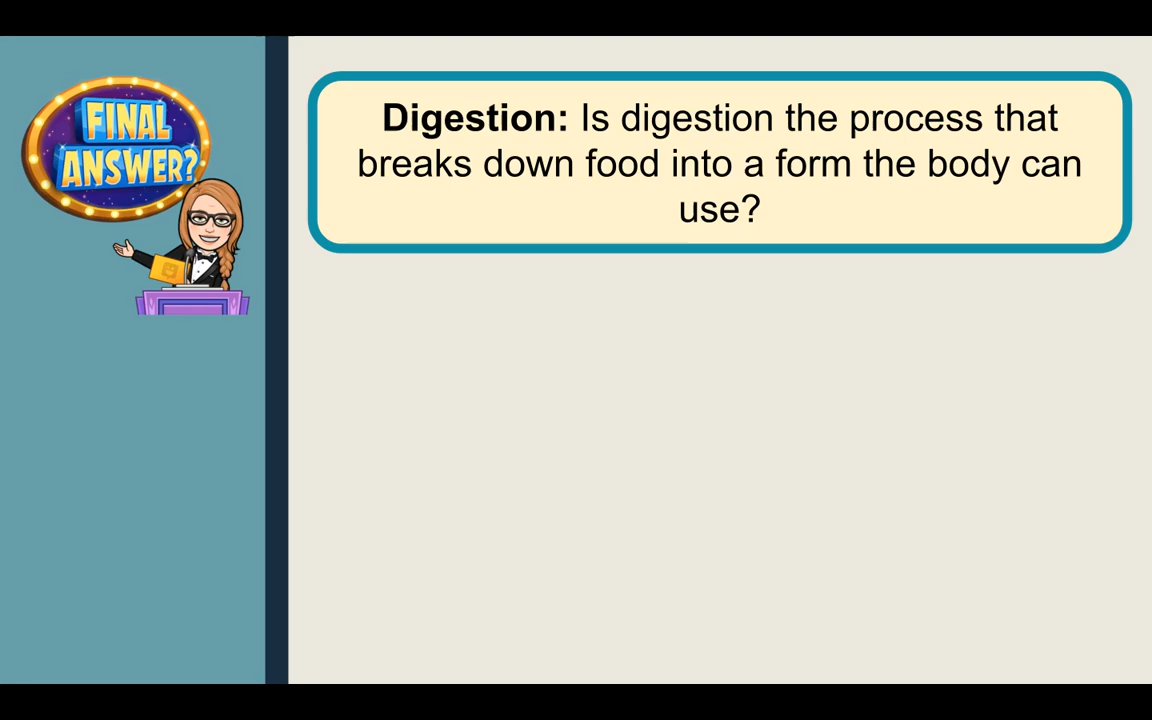 FINAL
ANSWER?
Digestion: Is digestion the process that
breaks down food into a form the body can
use?